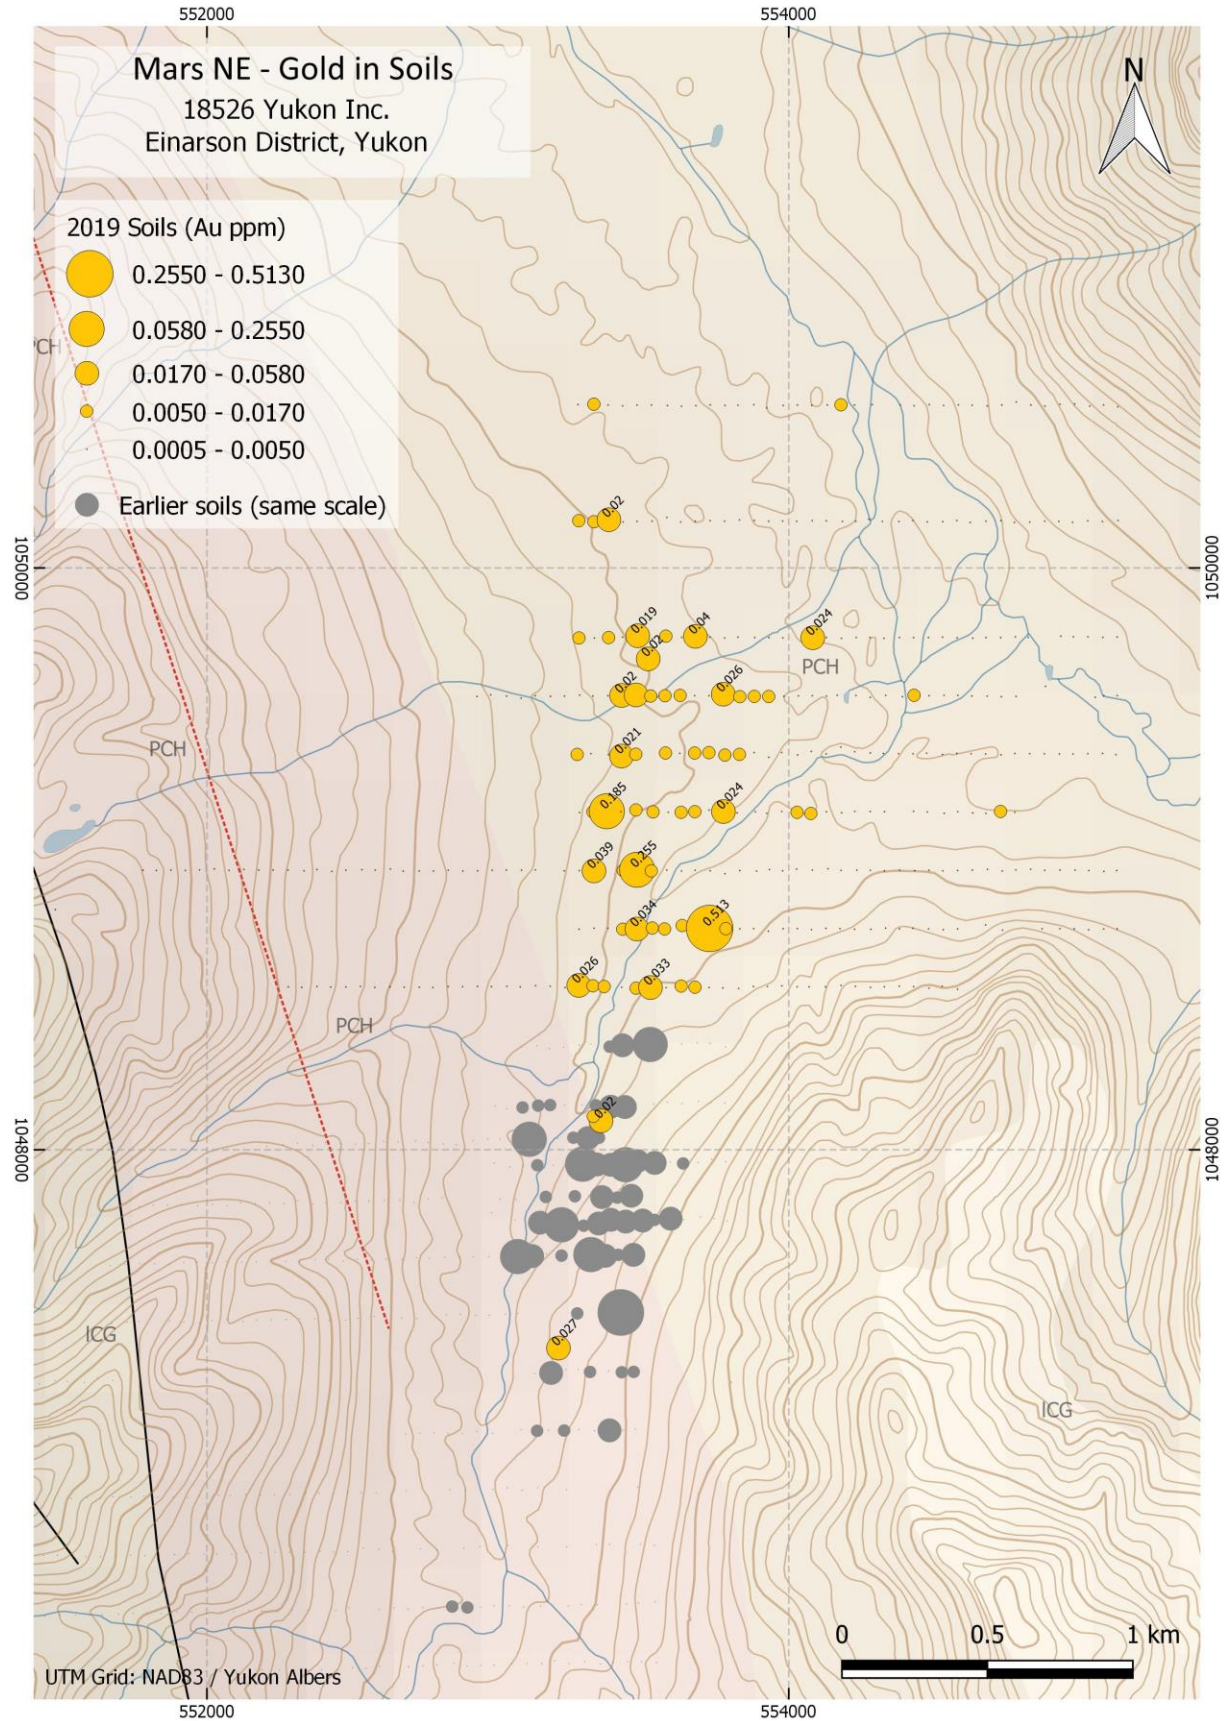 552000
554000
Mars NE - Gold in Soils
18526 Yukon Inc.
Einarson District, Yukon
N
2019 Soils (Au ppm)
0.2550 - 0.5130
0.0580 - 0.2550
0.0170 - 0.0580
0.0050 - 0.0170
0.0005 - 0.0050
Earlier soils (same scale)
PCH
0.02
1050000
1050000
0.019
0.04
0.024
0.02
PCH
0.02
0.026
PCH
0.021
0.185
0.024
0.039
0.255
0.034
0.513
0.026
0.033
PCH
0.02
1048000
1048000
0.027
ICG
ICG
0
0.5
1 km
UTM Grid: NAD83 / Yukon Albers
552000
554000